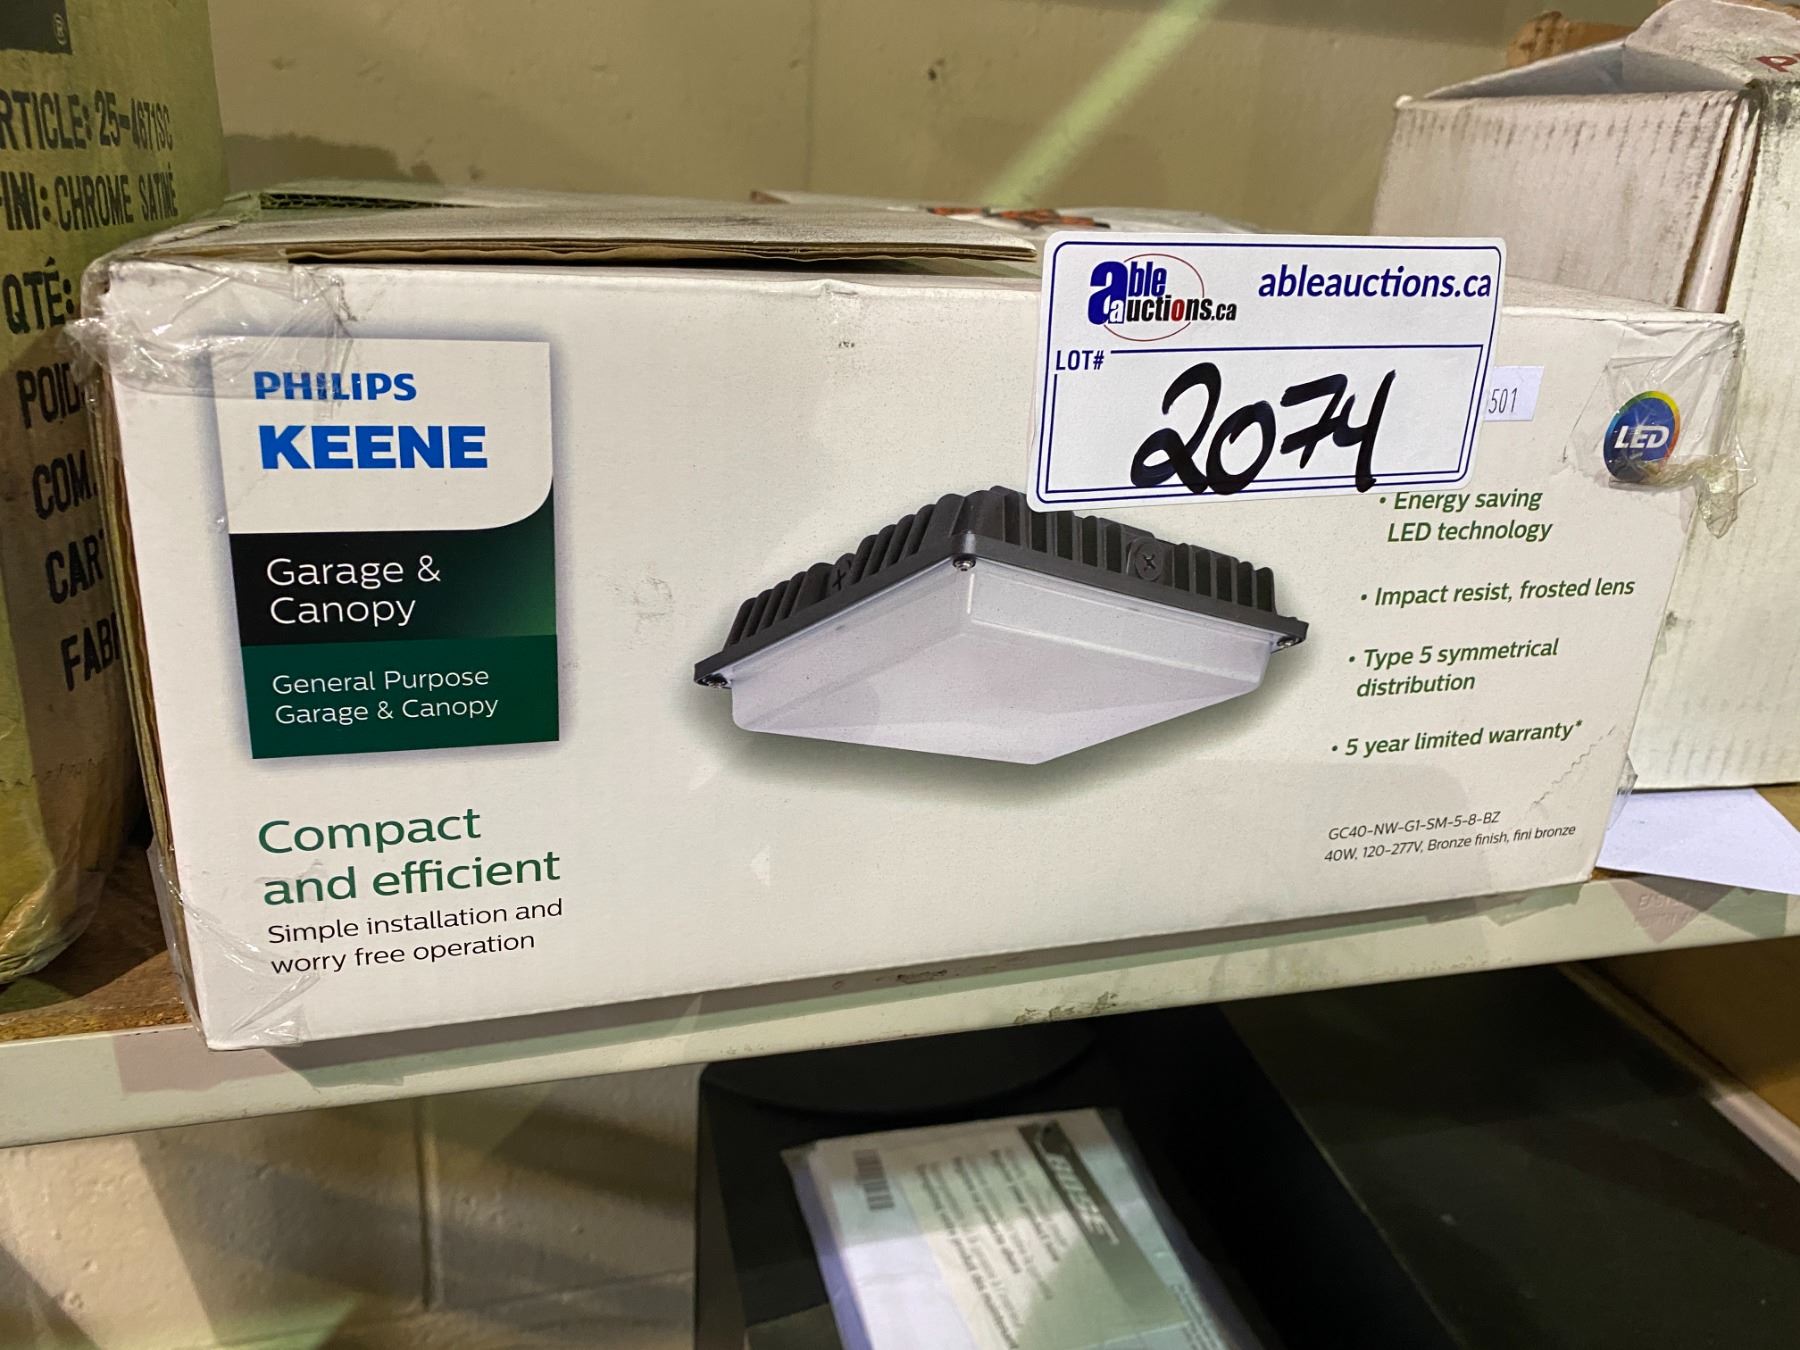 RTICLE: 25-4671SC
INI: CHROME SATINÉ
QTÉ:
POID
COM.
CAR
FABI
PHILIPS
KEENE
Garage &
Canopy
General Purpose
Garage & Canopy
Compact
and efficient
Simple installation and
worry free operation
able
auctions.ca
ableauctions.ca
LOT#
2074
501
LED
• Energy saving
LED technology
• Impact resist, frosted lens
• Type 5 symmetrical
distribution
• 5 year limited warranty*
GC40-NW-G1-SM-5-8-BZ
40W, 120-277V, Bronze finish, fini bronze